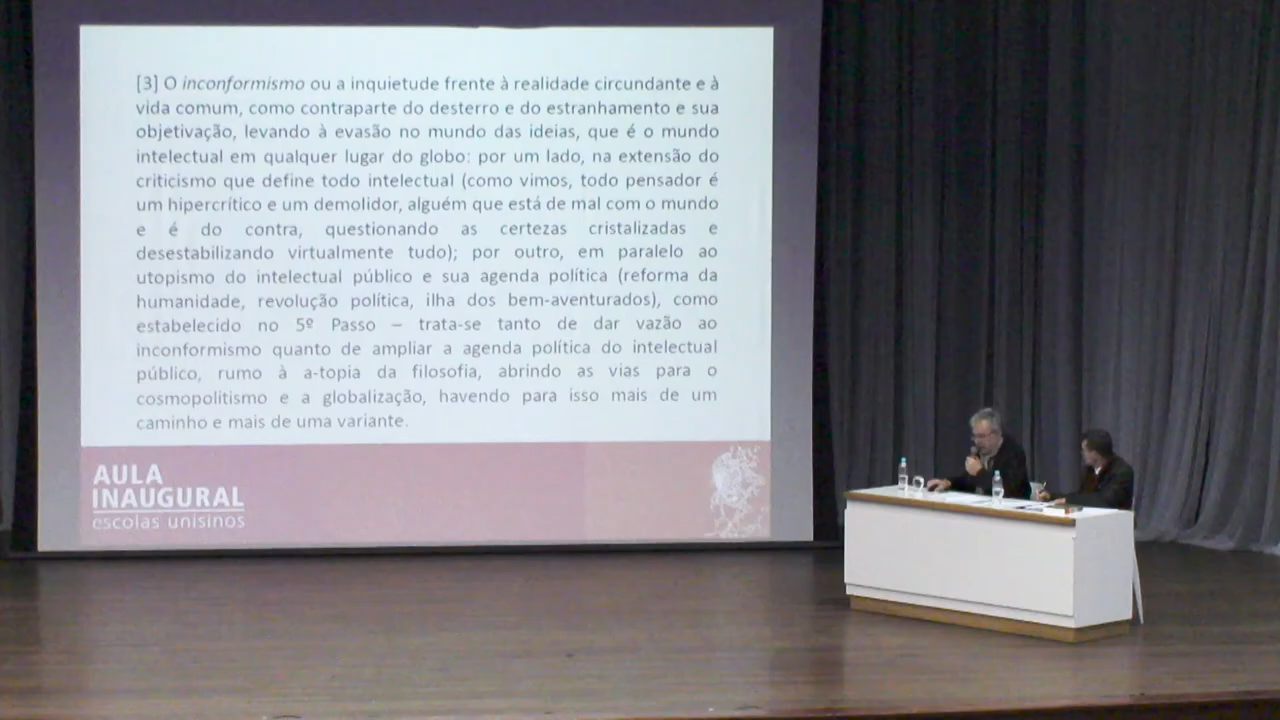 [3] O inconformismo ou a inquietude frente à realidade circundante e à
vida comum, como contraparte do desterro e do estranhamento e sua
objetivação, levando à evasão no mundo das ideias, que é o mundo
intelectual em qualquer lugar do globo: por um lado, na extensão do
criticismo que define todo intelectual (como vimos, todo pensador é
um hipercrítico e um demolidor, alguém que está de mal com o mundo
e é do contra, questionando as certezas cristalizadas e
desestabilizando virtualmente tudo); por outro, em paralelo ao
utopismo do intelectual público e sua agenda política (reforma da
humanidade, revolução política, ilha dos bem-aventurados), como
estabelecido no 5º Passo – trata-se tanto de dar vazão ao
inconformismo quanto de ampliar a agenda política do intelectual
público, rumo à a-topia da filosofia, abrindo as vias para o
cosmopolitismo e a globalização, havendo para isso mais de um
caminho e mais de uma variante.
AULA
INAUGURAL
escolas unisinos